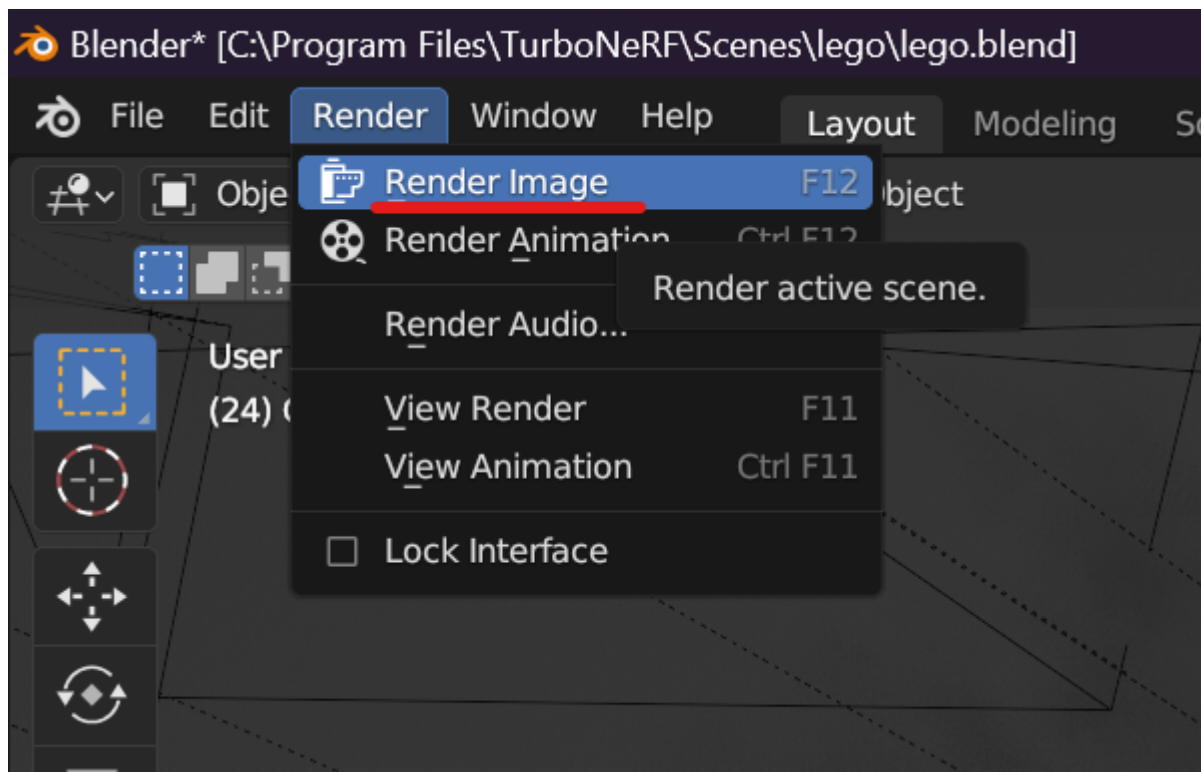 Blender* [C:\Program Files\TurboNeRF\Scenes\lego\lego.blend]
File Edit Render Window Help Layout Modeling
Obje Render Image F12 bject
Render Animation Ctrl F12
Render active scene.
Render Audio...
User
(24)
View Render F11
View Animation Ctrl F11
Lock Interface